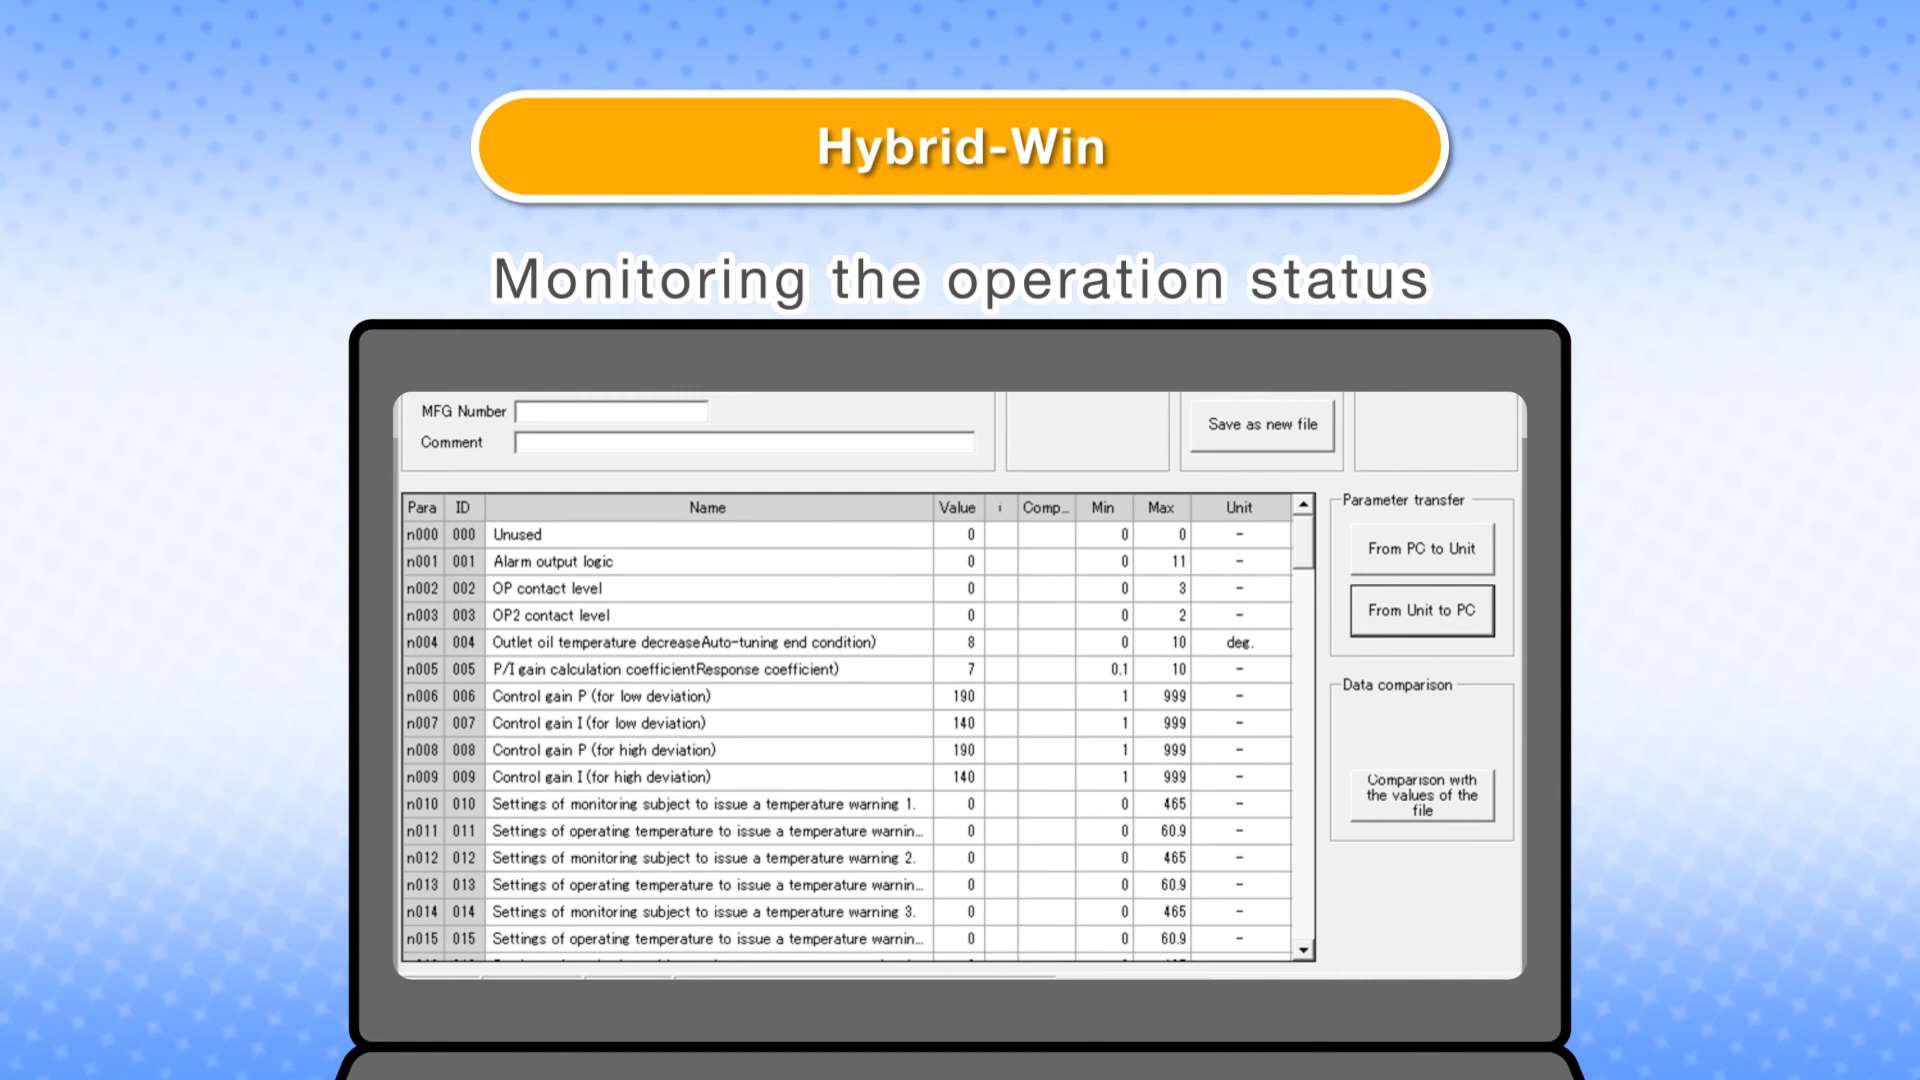 Hybrid-Win
Monitoring the operation status
MFG Number
Comment
Save as new file
Para ID Name Value i Comp... Min Max Unit
n000 000 Unused 0 0 0 -
n001 001 Alarm output logic 0 0 11 -
n002 002 OP contact level 0 0 3 -
n003 003 OP2 contact level 0 0 2 -
n004 004 Outlet oil temperature decreaseAuto-tuning end condition) 8 0 10 deg.
n005 005 P/I gain calculation coefficientResponse coefficient) 7 0.1 10 -
n006 006 Control gain P (for low deviation) 190 1 999 -
n007 007 Control gain I (for low deviation) 140 1 999 -
n008 008 Control gain P (for high deviation) 190 1 999 -
n009 009 Control gain I (for high deviation) 140 1 999 -
n010 010 Settings of monitoring subject to issue a temperature warning 1. 0 0 465 -
n011 011 Settings of operating temperature to issue a temperature warnin... 0 0 60.9 -
n012 012 Settings of monitoring subject to issue a temperature warning 2. 0 0 465 -
n013 013 Settings of operating temperature to issue a temperature warnin... 0 0 60.9 -
n014 014 Settings of monitoring subject to issue a temperature warning 3. 0 0 465 -
n015 015 Settings of operating temperature to issue a temperature warnin... 0 0 60.9 -
Parameter transfer
From PC to Unit
From Unit to PC
Data comparison
Comparison with
the values of the
file